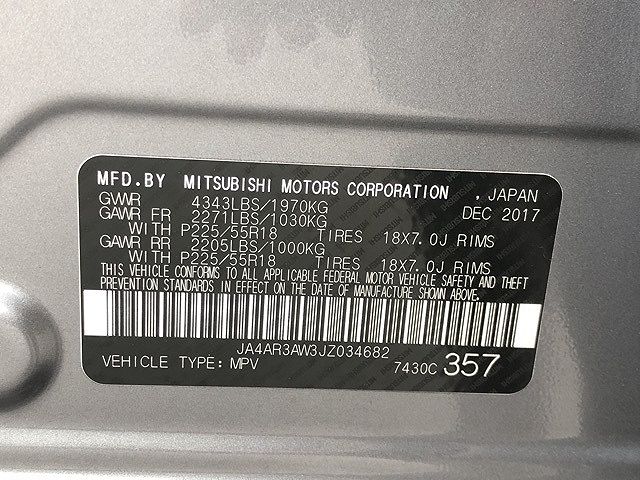 MFD.BY MITSUBISHI MOTORS CORPORATION , JAPAN
GVWR 4343LBS/1970KG DEC 2017
GAWR FR 2271LBS/1030KG
WITH P225/55R18 TIRES 18X7.0J RIMS
GAWR RR 2205LBS/1000KG
WITH P225/55R18 TIRES 18X7.0J RIMS
THIS VEHICLE CONFORMS TO ALL APPLICABLE FEDERAL MOTOR VEHICLE SAFETY AND THEFT
PREVENTION STANDARDS IN EFFECT ON THE DATE OF MANUFACTURE SHOWN ABOVE.
JA4AR3AW3JZ034682
VEHICLE TYPE: MPV 7430C 357